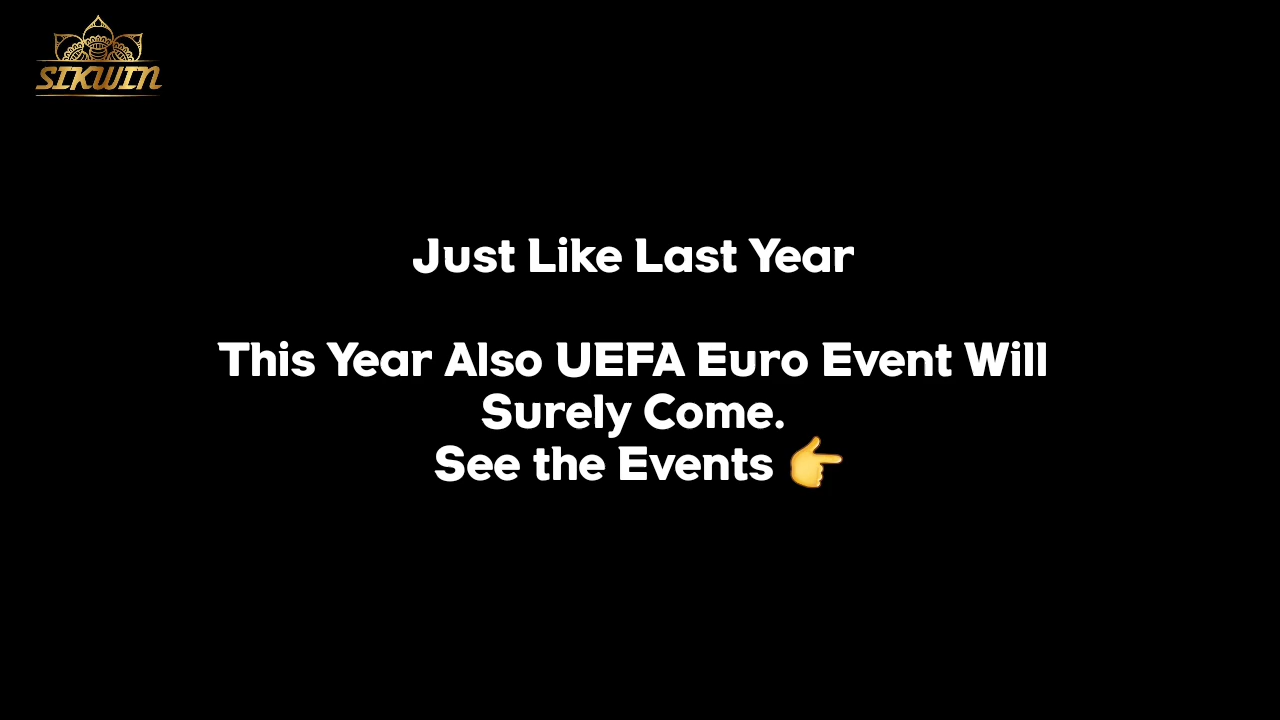 SIKWIN
Just Like Last Year
This Year Also UEFA Euro Event Will
Surely Come.
See the Events 👉